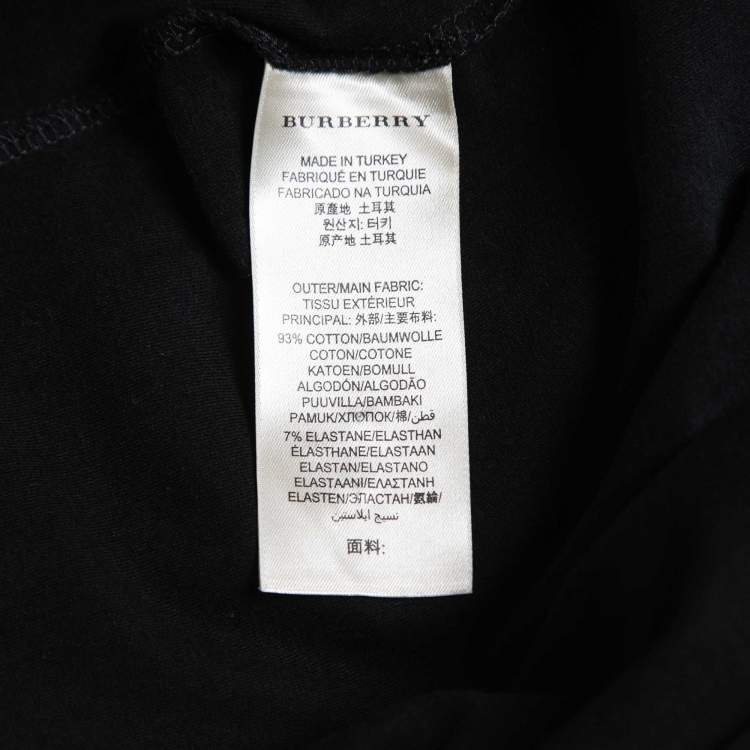 BURBERRY
MADE IN TURKEY
FABRIQUÉ EN TURQUIE
FABRICADO NA TURQUIA
原產地 土耳其
원산지: 터키
原产地 土耳其
OUTER/MAIN FABRIC:
TISSU EXTÉRIEUR
PRINCIPAL: 外部/主要布料:
93% COTTON/BAUMWOLLE
COTON/COTONE
KATOEN/BOMULL
ALGODÓN/ALGODÃO
PUUVILLA/BAMBAKI
PAMUK/ХЛОПОК/棉/قطن
7% ELASTANE/ELASTHAN
ÉLASTHANE/ELASTAAN
ELASTAN/ELASTANO
ELASTAANI/ΕΛΑΣΤΑΝΗ
ELASTEN/ЭЛАСТАН/氨綸/
نسيج ايلاستين
面料: